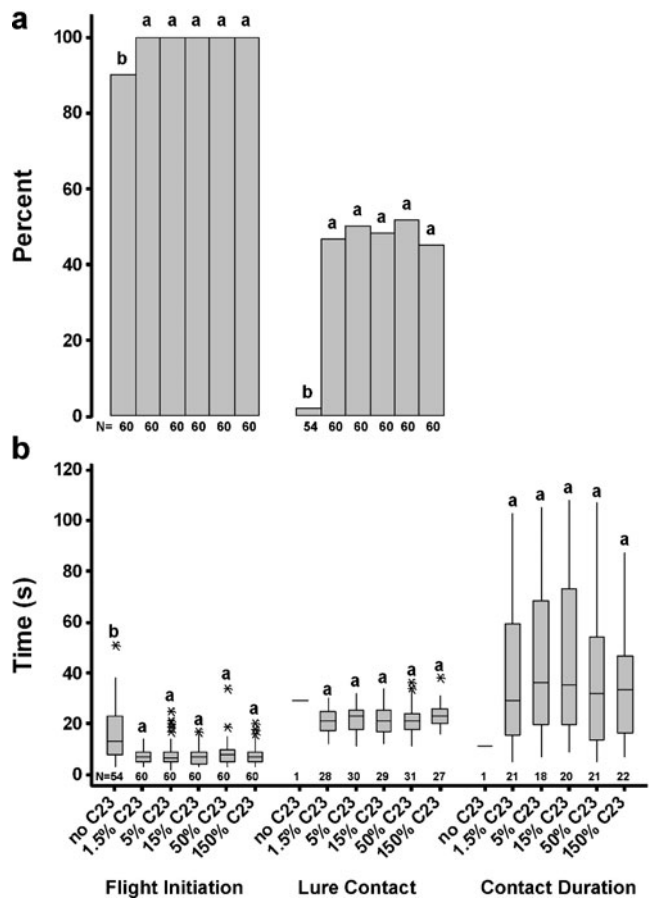 a
a a a a a
b
100
80
60
40
20
0
Percent
a a a a a
b
N= 60 60 60 60 60 60
54 60 60 60 60 60
b
120
100
80
60
40
20
0
Time (s)
b
a a a a a
a a a a a
a a a a a
N=54 60 60 60 60 60
1 28 30 29 31 27
1 21 18 20 21 22
no C23 1.5% C23 5% C23 15% C23 50% C23 150% C23
no C23 1.5% C23 5% C23 15% C23 50% C23 150% C23
no C23 1.5% C23 5% C23 15% C23 50% C23 150% C23
Flight Initiation Lure Contact Contact Duration